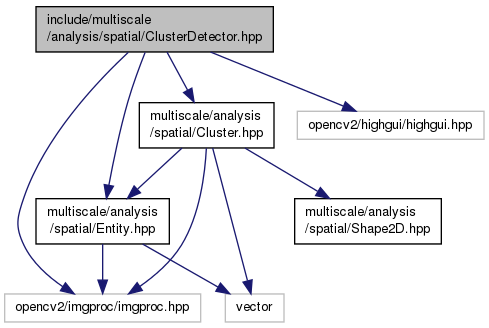 include/multiscale
/analysis/spatial/ClusterDetector.hpp
multiscale/analysis
/spatial/Cluster.hpp
opencv2/highgui/highgui.hpp
multiscale/analysis
/spatial/Entity.hpp
multiscale/analysis
/spatial/Shape2D.hpp
opencv2/imgproc/imgproc.hpp
vector